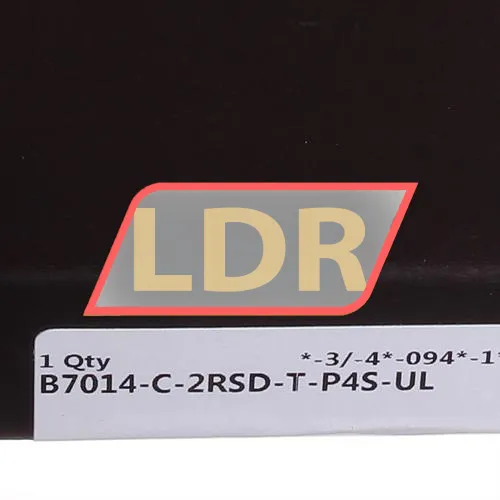 LDR
1 Qty *-3/-4*-094*-1*
B7014-C-2RSD-T-P4S-UL